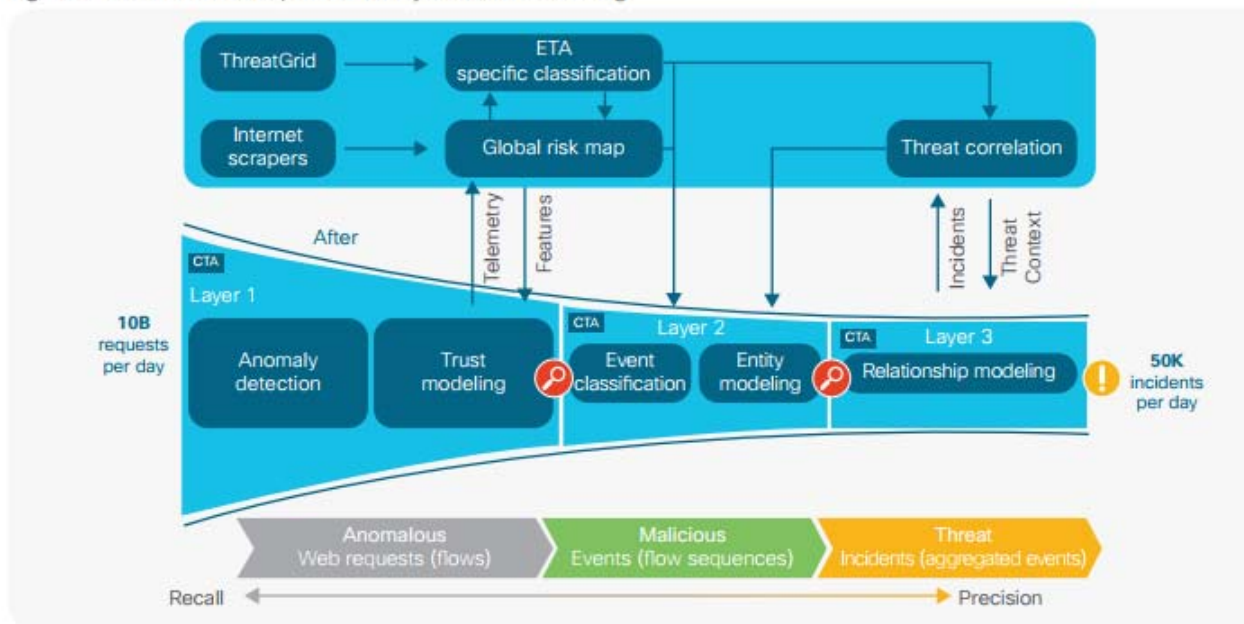 ThreatGrid
ETA
specific classification
Internet
scrapers
Global risk map
Threat correlation
After
Telemetry
Features
Incidents
Threat
Context
CTA
Layer 1
10B
requests
per day
Anomaly
detection
Trust
modeling
CTA
Layer 2
Event
classification
Entity
modeling
CTA
Layer 3
Relationship modeling
50K
incidents
per day
Anomalous
Web requests (flows)
Malicious
Events (flow sequences)
Threat
Incidents (aggregated events)
Recall
Precision